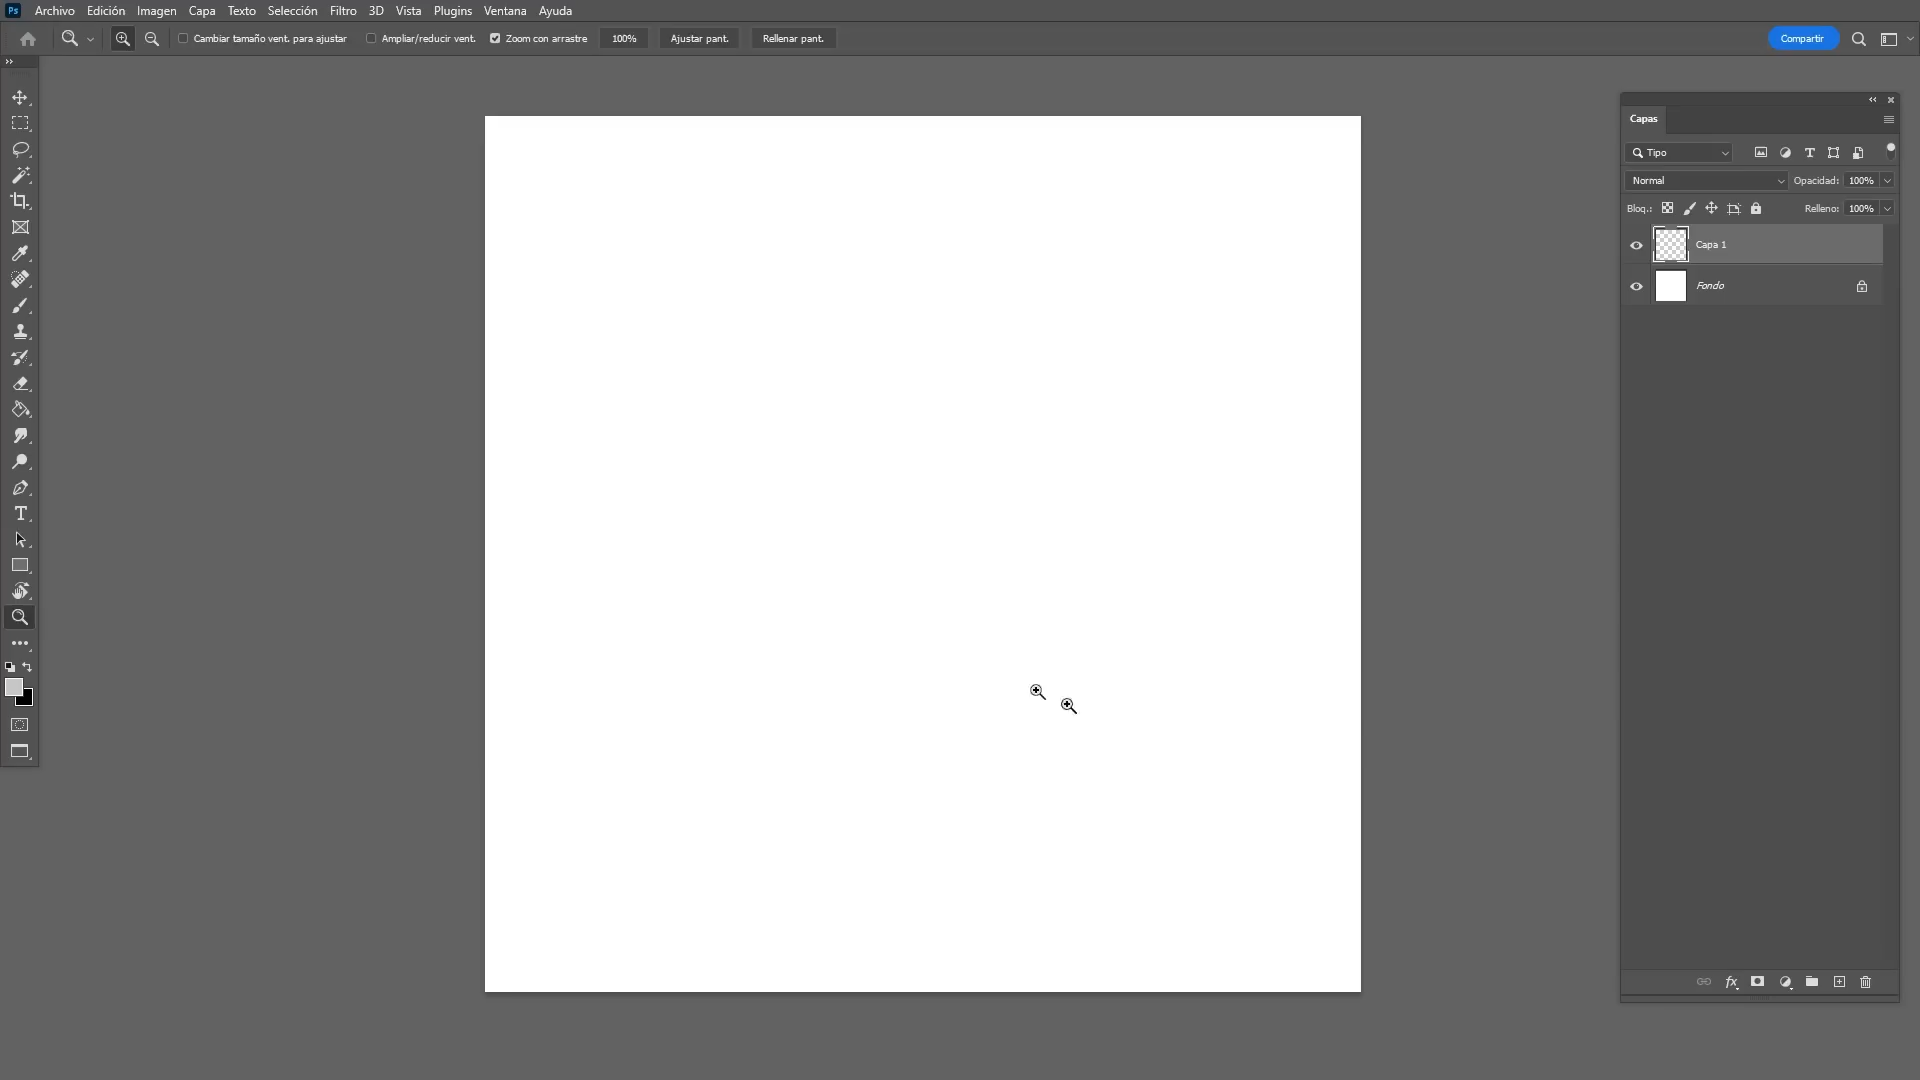 Ps Archivo Edición Imagen Capa Texto Selección Filtro 3D Vista Plugins Ventana Ayuda
Cambiar tamaño vent. para ajustar Ampliar/reducir vent. Zoom con arrastre 100% Ajustar pant. Rellenar pant. Compartir
Capas
Tipo
Normal Opacidad: 100%
Bloq.: Relleno: 100%
Capa 1
Fondo
fx